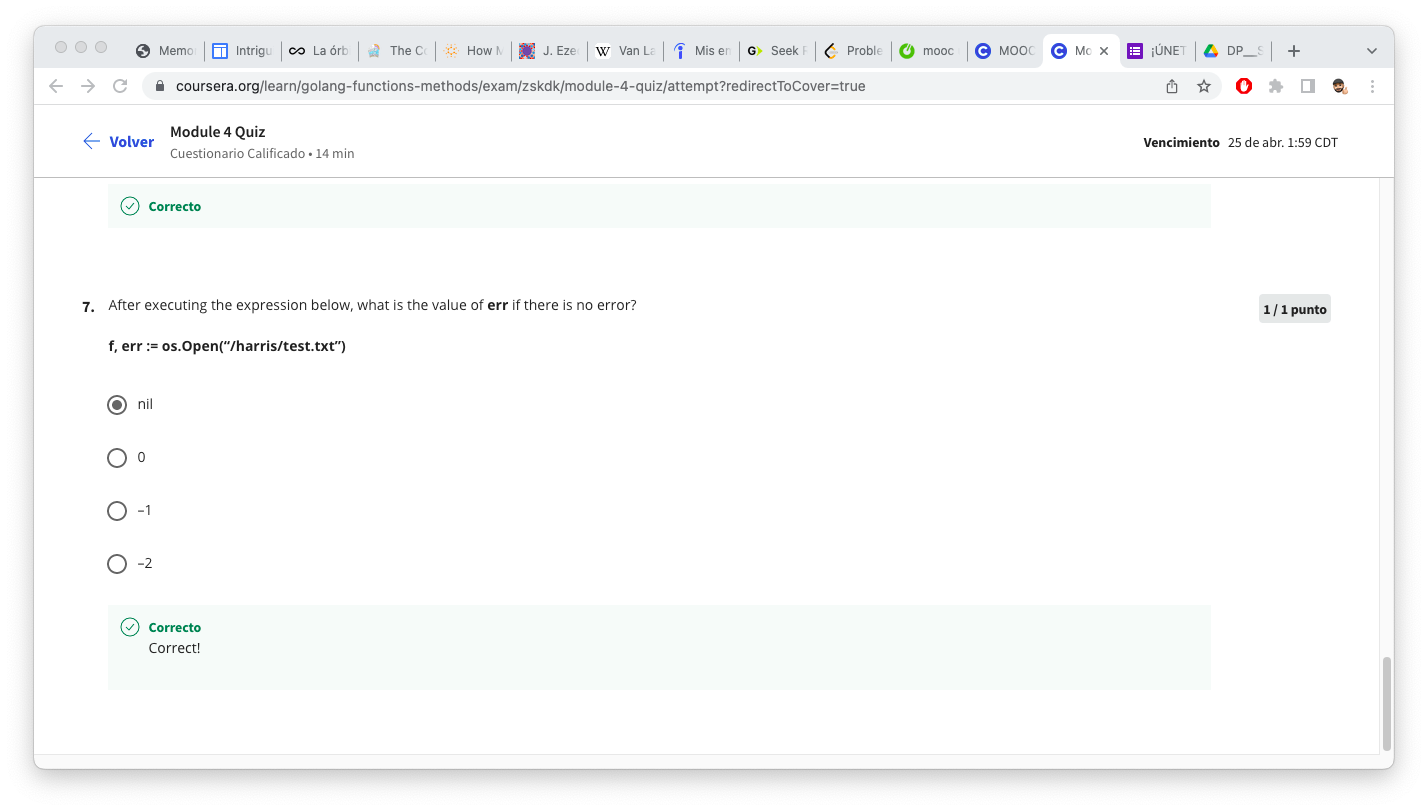 Memo
Intrigu
La órb
The Co
How M
J. Eze
Van La
Mis en
Seek
Proble
mooc
MOOC
Mo
¡ÚNET
DP__S
coursera.org/learn/golang-functions-methods/exam/zskdk/module-4-quiz/attempt?redirectToCover=true
Volver
Module 4 Quiz
Cuestionario Calificado • 14 min
Vencimiento 25 de abr. 1:59 CDT
Correcto
7. After executing the expression below, what is the value of err if there is no error?
1 / 1 punto
f, err := os.Open(“/harris/test.txt”)
nil
0
–1
–2
Correcto
Correct!